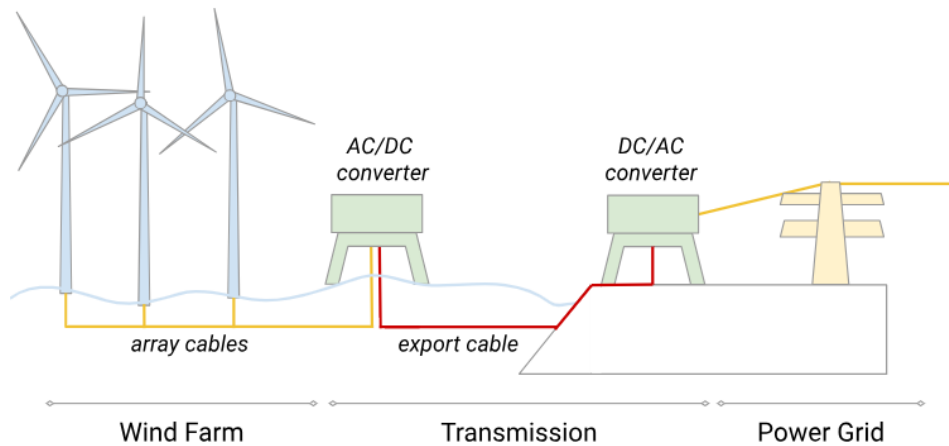 AC/DC
converter
DC/AC
converter
array cables
export cable
Wind Farm
Transmission
Power Grid